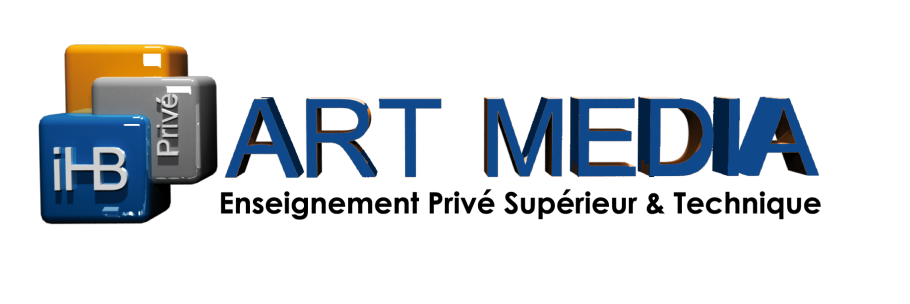 iHB
Privé
ART MEDIA
Enseignement Privé Supérieur & Technique